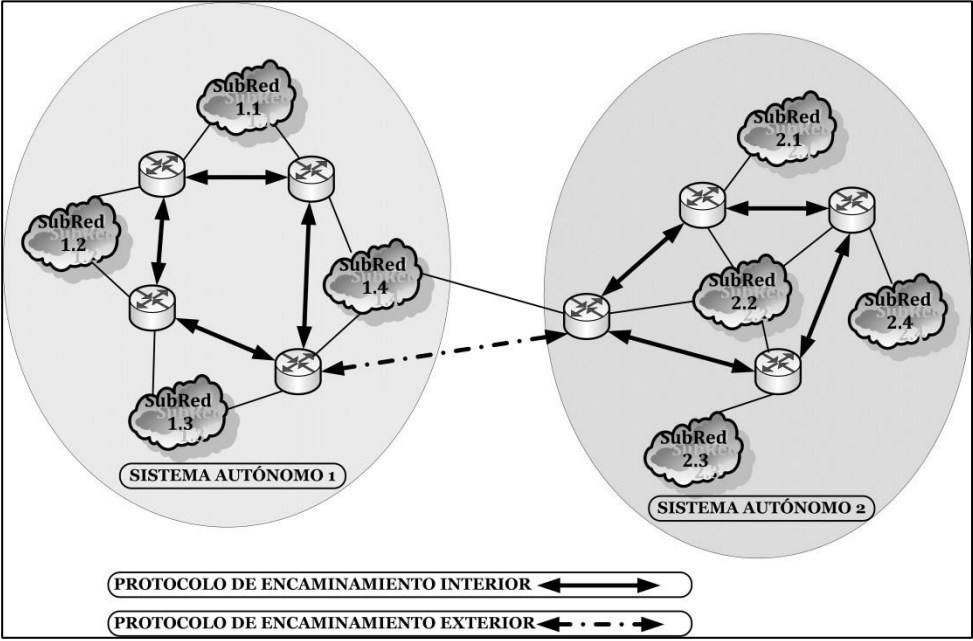 SubRed
1.1
SubRed
1.2
SubRed
1.3
SubRed
1.4
SISTEMA AUTÓNOMO 1
SubRed
2.1
SubRed
2.2
SubRed
2.3
SubRed
2.4
SISTEMA AUTÓNOMO 2
PROTOCOLO DE ENCAMINAMIENTO INTERIOR
PROTOCOLO DE ENCAMINAMIENTO EXTERIOR